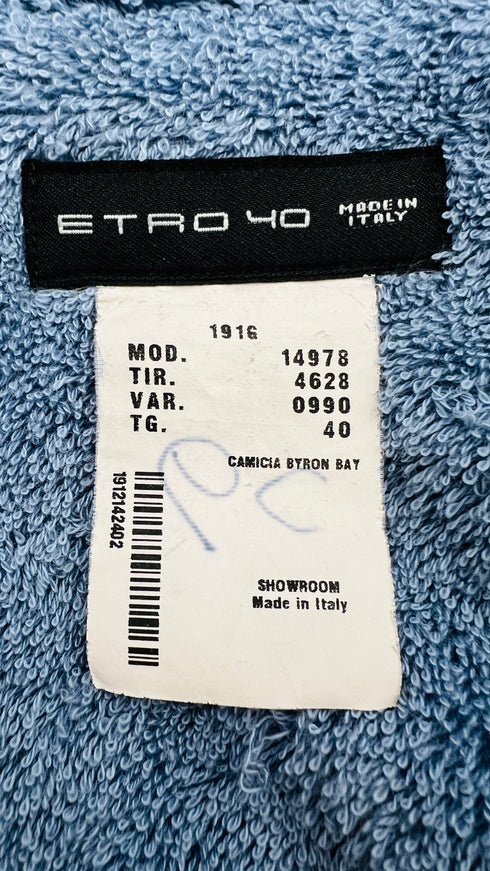 ETRO 40 MADE IN
ITALY
191G
MOD. 14978
TIR. 4628
VAR. 0990
TG. 40
CAMICIA BYRON BAY
1912142402
SHOWROOM
Made in Italy